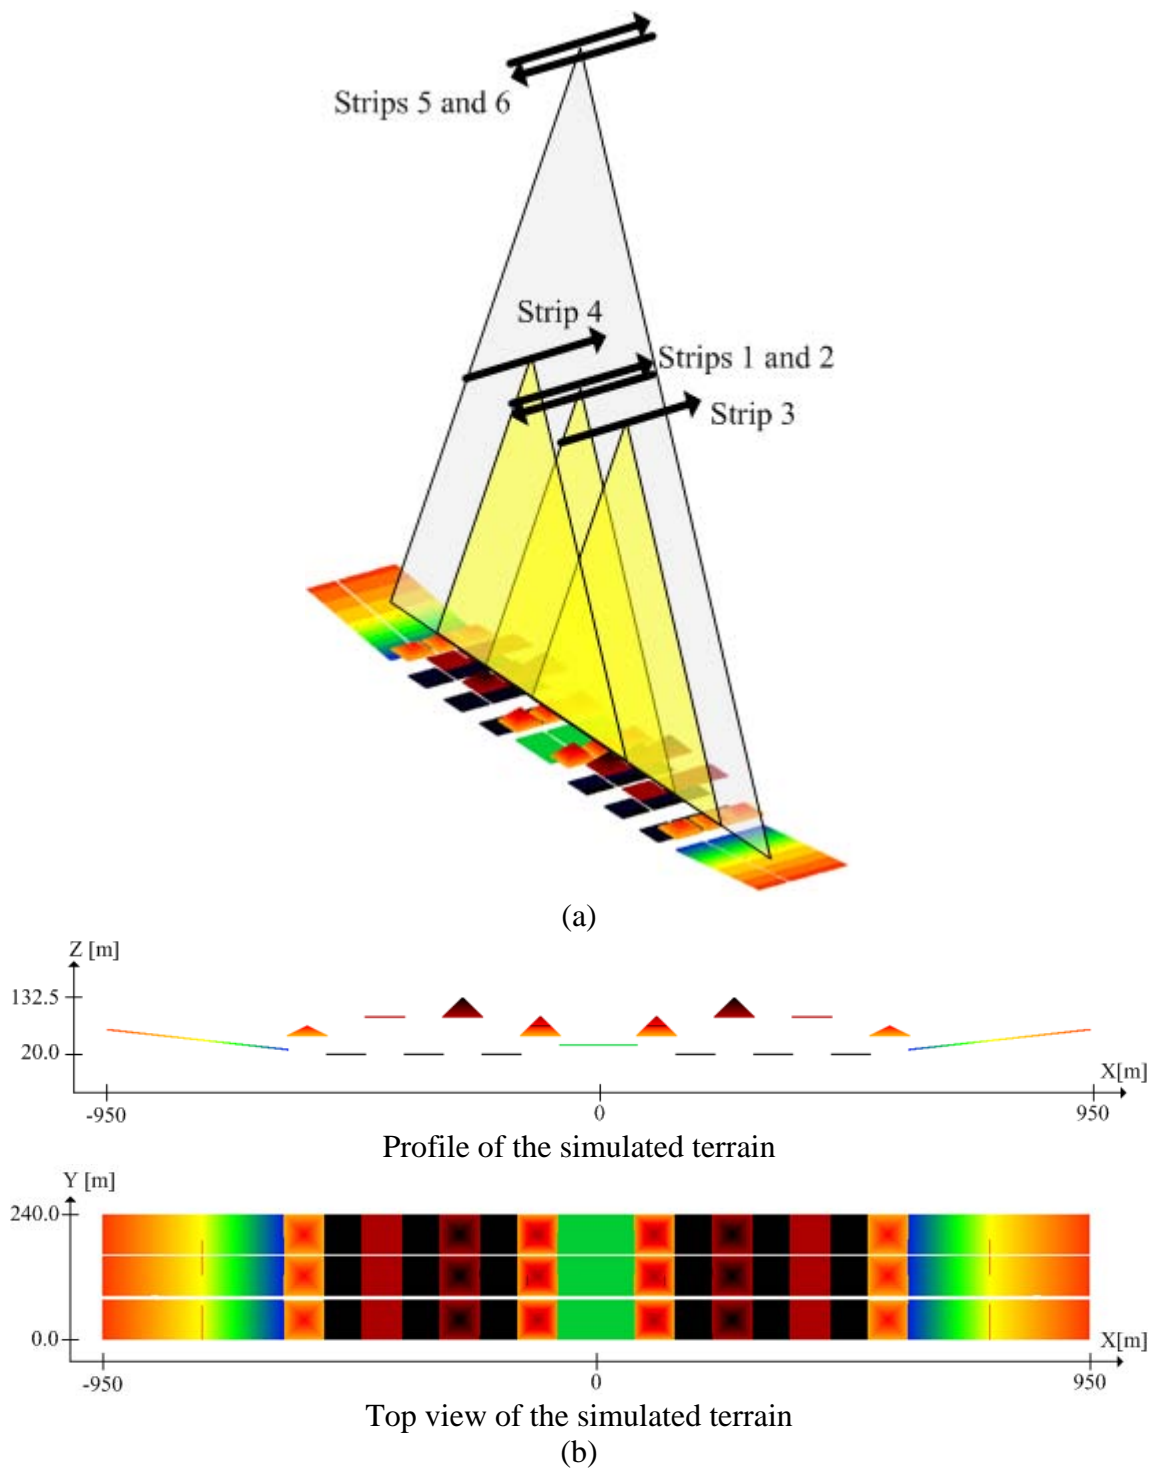 Strips 5 and 6
Strip 4
Strips 1 and 2
Strip 3
(a)
Z [m]
132.5
20.0
X[m]
-950
0
950
Profile of the simulated terrain
Y [m]
240.0
0.0
X[m]
-950
0
950
Top view of the simulated terrain
(b)